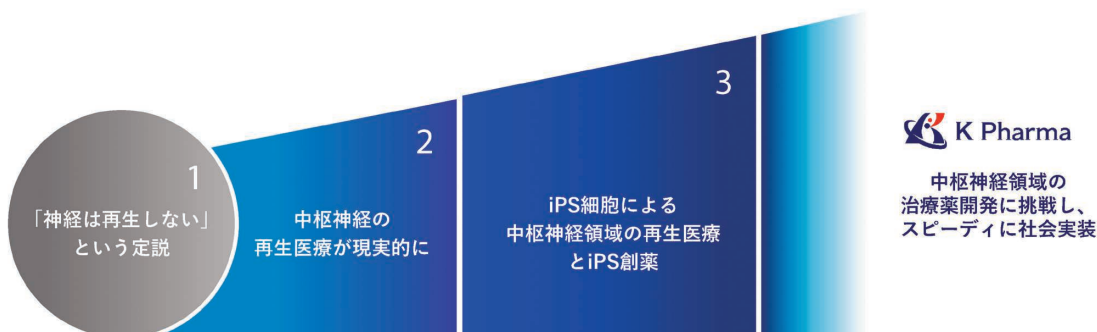 1
「神経は再生しない」
という定説
2
中枢神経の
再生医療が現実的に
3
iPS細胞による
中枢神経領域の再生医療
とiPS創薬
K Pharma
中枢神経領域の
治療薬開発に挑戦し、
スピーディに社会実装